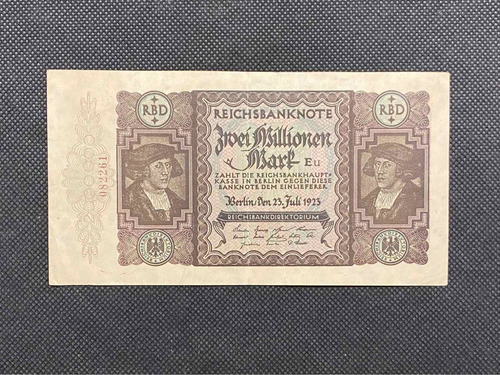 RBD
REICHSBANKNOTE
RBD
Zwei Millionen
Mark Eu
ZAHLT DIE REICHSBANKHAUPT=
KASSE IN BERLIN GEGEN DIESE
BANKNOTE DEM EINLIEFERER
Berlin, den 23. Juli 1923
REICHSBANKDIREKTORIUM
082261